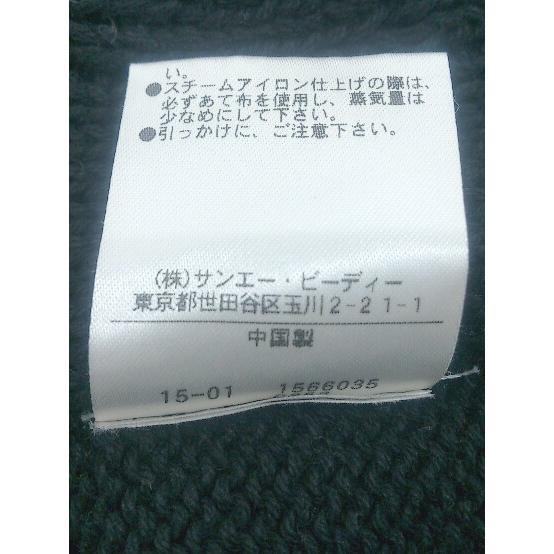 い。
●スチームアイロン仕上げの際は、
必ずあて布を使用し、蒸気量は
少なめにして下さい。
●引っかけに、ご注意下さい。
(株)サンエー・ビーディー
東京都世田谷区玉川2-21-1
中国製
15-01 1566035